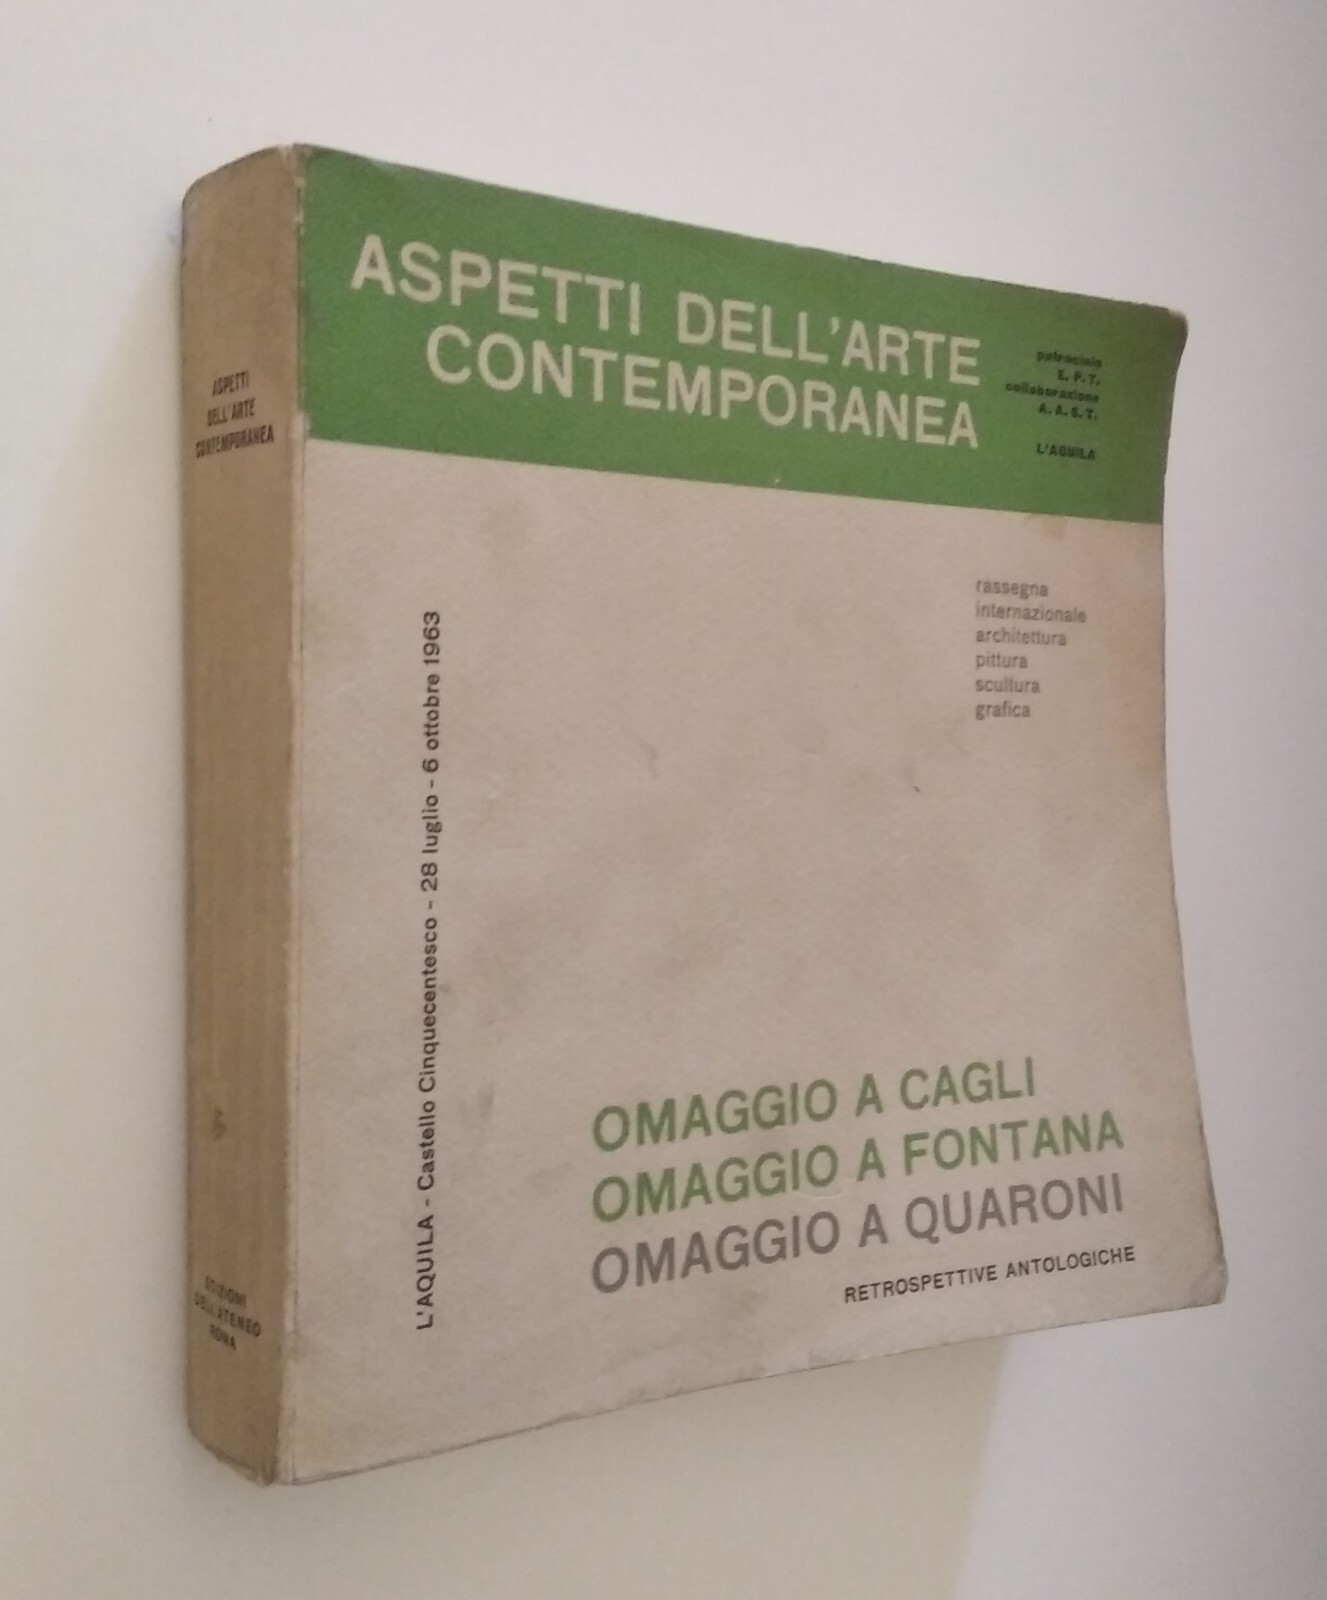 ASPETTI
DELL'ARTE
CONTEMPORANEA
EDIZIONI
DELL'ATENEO
ROMA
ASPETTI DELL'ARTE
CONTEMPORANEA
patrocinio
E. P. T.
collaborazione
A. A. S. T.
L'AQUILA
rassegna
internazionale
architettura
pittura
scultura
grafica
L'AQUILA - Castello Cinquecentesco - 28 luglio - 6 ottobre 1963
OMAGGIO A CAGLI
OMAGGIO A FONTANA
OMAGGIO A QUARONI
RETROSPETTIVE ANTOLOGICHE